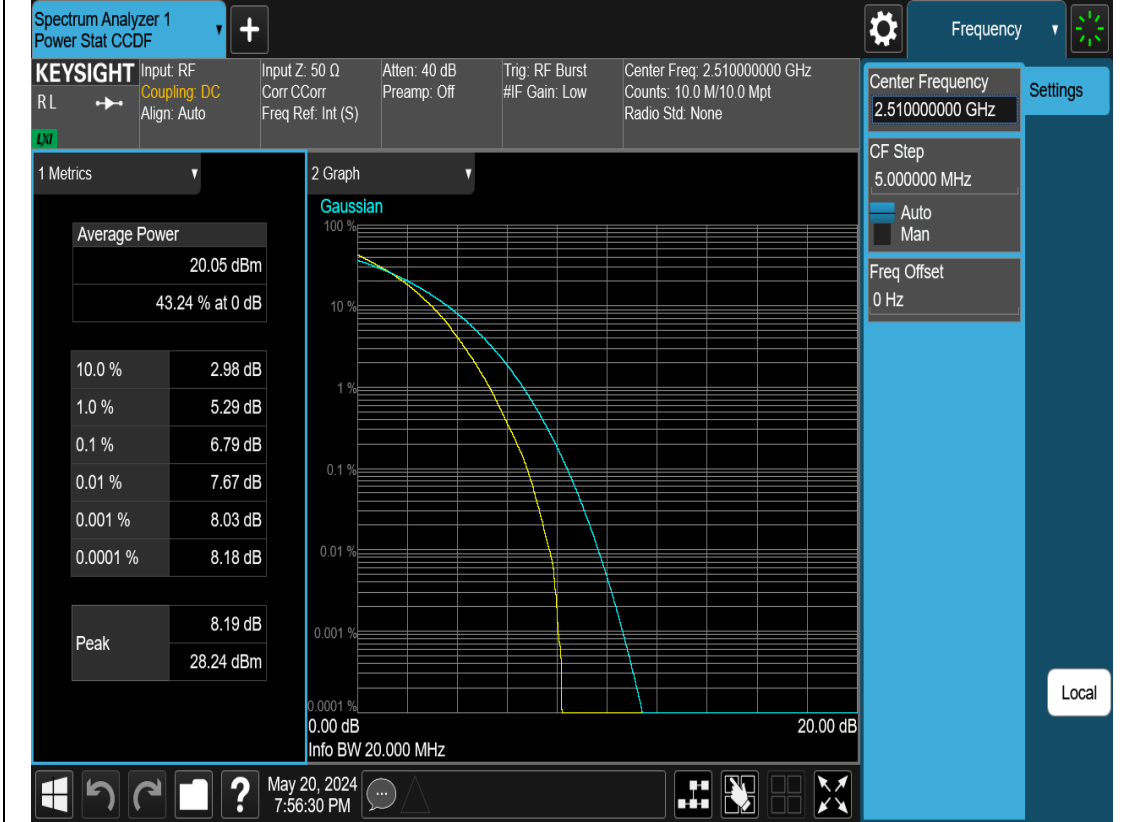 Spectrum Analyzer 1
Power Stat CCDF
Frequency
KEYSIGHT
RL
LXI
Input: RF
Coupling: DC
Align: Auto
Input Z: 50 Ω
Corr CCorr
Freq Ref: Int (S)
Atten: 40 dB
Preamp: Off
Trig: RF Burst
#IF Gain: Low
Center Freq: 2.510000000 GHz
Counts: 10.0 M/10.0 Mpt
Radio Std: None
Center Frequency
2.510000000 GHz
Settings
CF Step
5.000000 MHz
Auto
Man
Freq Offset
0 Hz
1 Metrics
Average Power
20.05 dBm
43.24 % at 0 dB
10.0 % 2.98 dB
1.0 % 5.29 dB
0.1 % 6.79 dB
0.01 % 7.67 dB
0.001 % 8.03 dB
0.0001 % 8.18 dB
Peak
8.19 dB
28.24 dBm
2 Graph
Gaussian
100 %
10 %
1 %
0.1 %
0.01 %
0.001 %
0.0001 %
0.00 dB 20.00 dB
Info BW 20.000 MHz
Local
?
May 20, 2024
7:56:30 PM